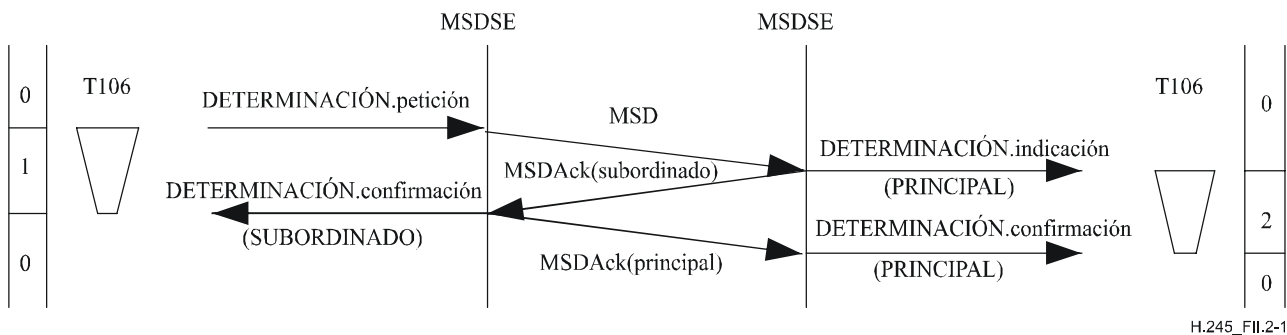 MSDSE
MSDSE
T106
T106
0
0
DETERMINACIÓN.petición
MSD
DETERMINACIÓN.indicación
1
MSDAck(subordinado)
DETERMINACIÓN.confirmación
(PRINCIPAL)
2
DETERMINACIÓN.confirmación
(SUBORDINADO)
MSDAck(principal)
(PRINCIPAL)
0
0
H.245_FII.2-1